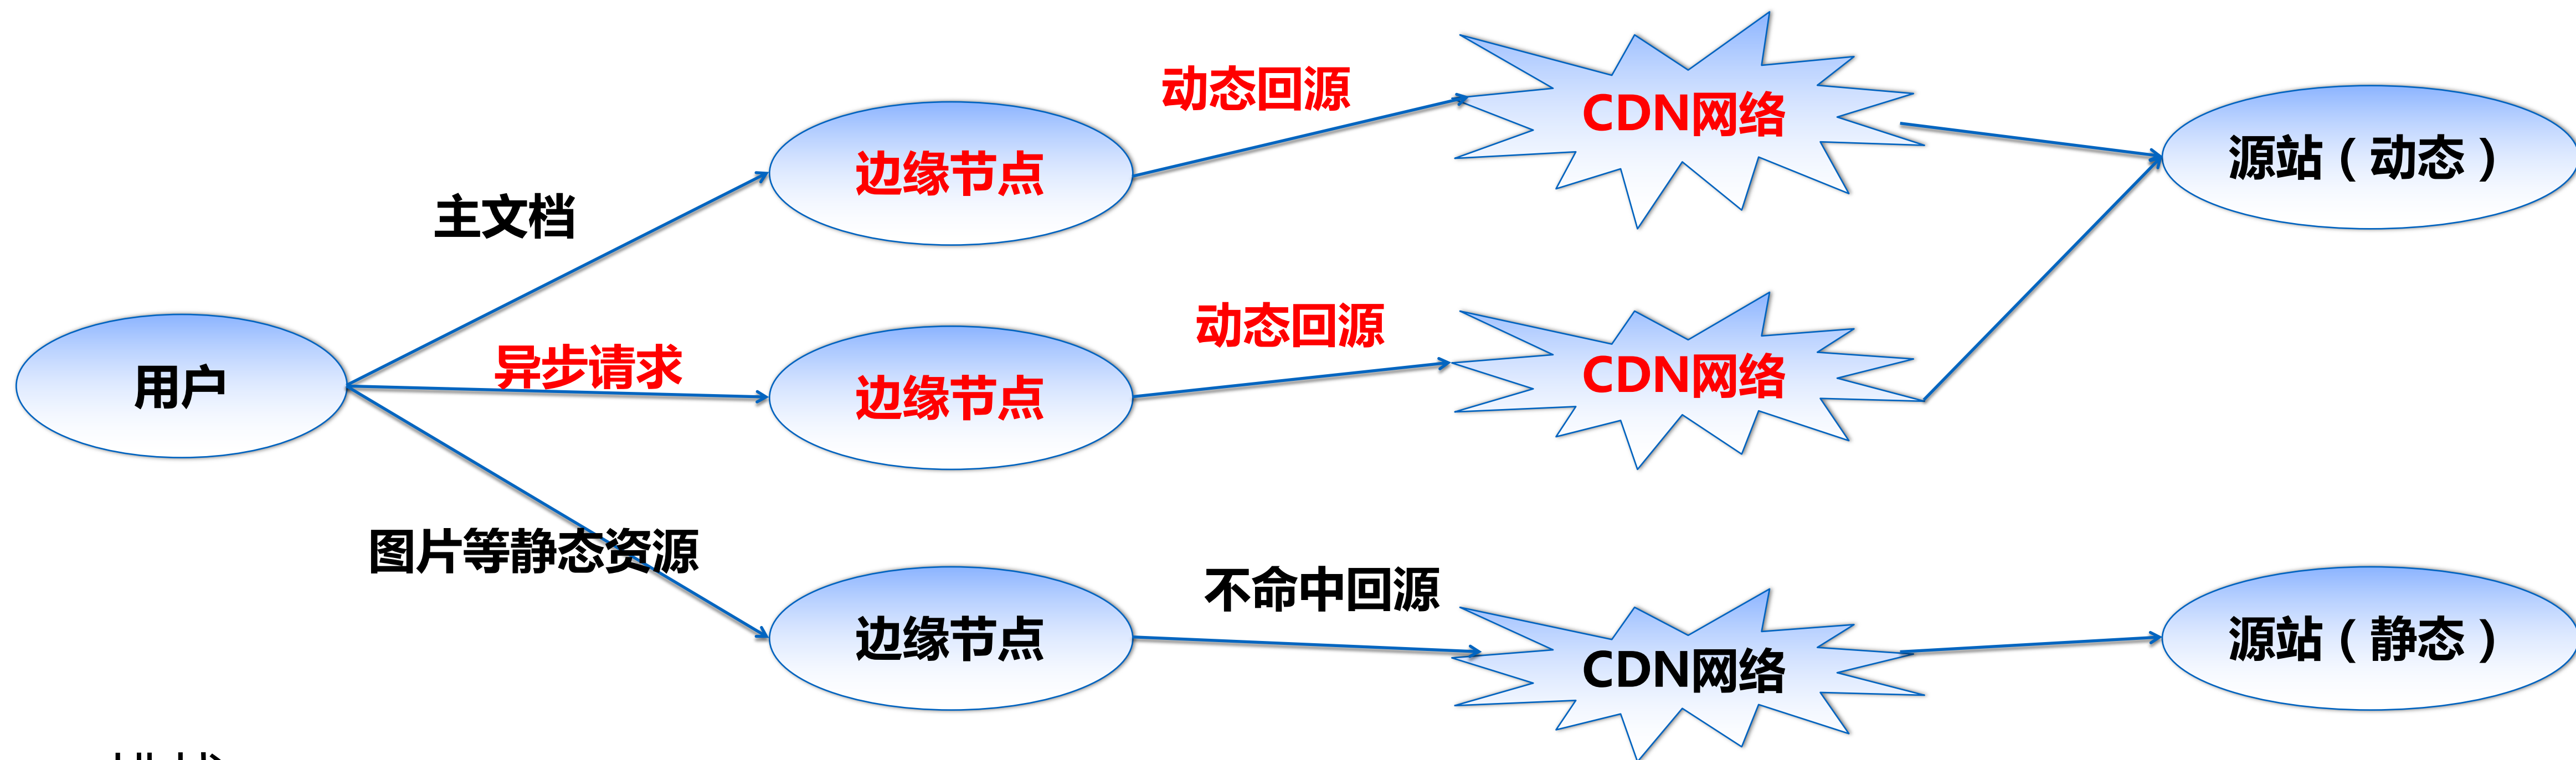 动态回源
CDN网络
边缘节点
源站（动态）
主文档
动态回源
异步请求
用户
边缘节点
CDN网络
图片等静态资源
不命中回源
边缘节点
CDN网络
源站（静态）